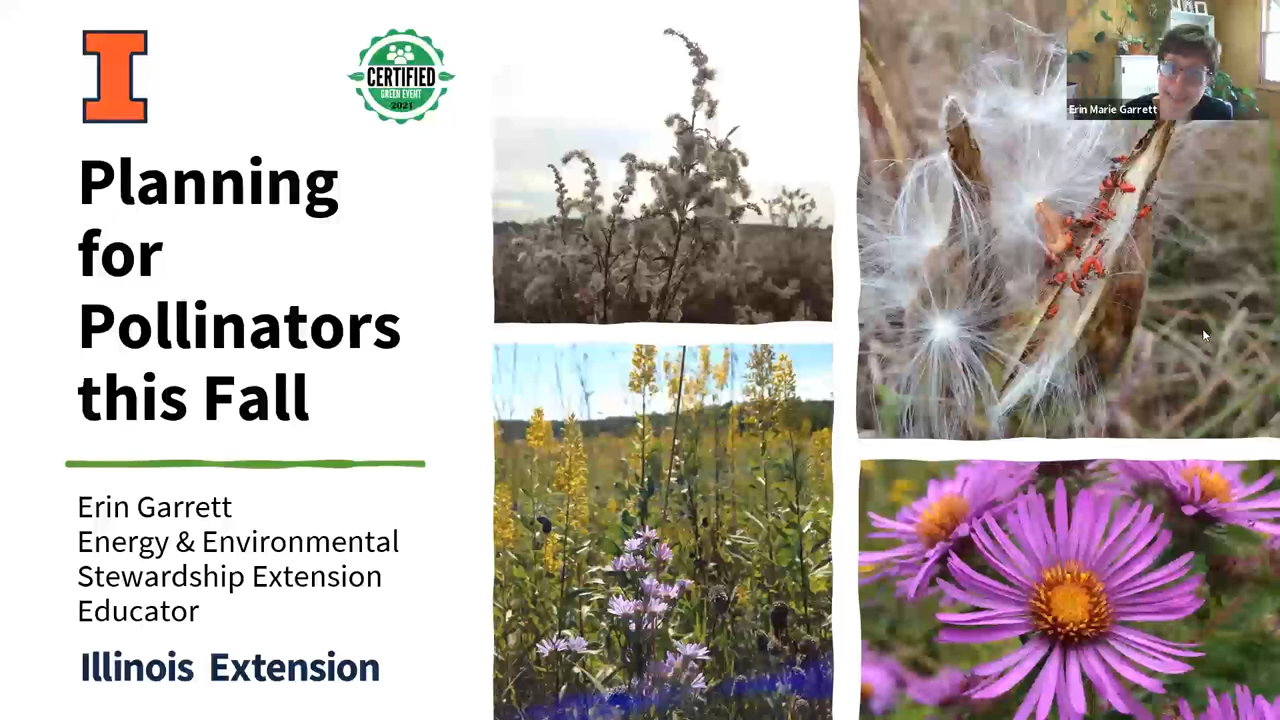 I
CERTIFIED
GREEN EVENT
2021
Erin Marie Garrett
Planning
for
Pollinators
this Fall
Erin Garrett
Energy & Environmental
Stewardship Extension
Educator
Illinois Extension